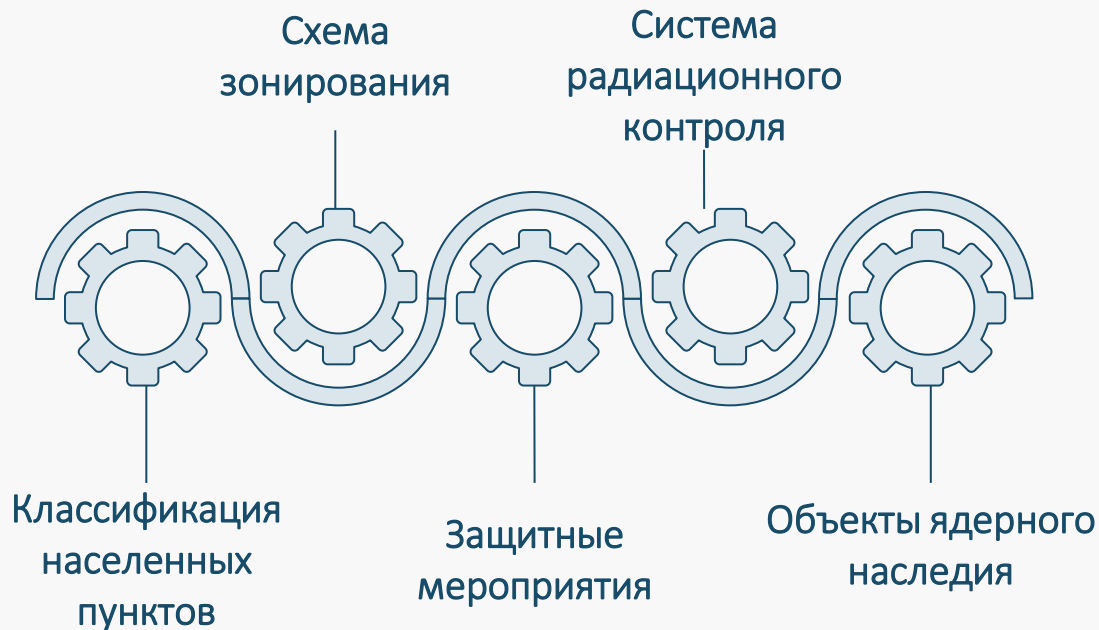 Схема
зонирования
Система
радиационного
контроля
Классификация
населенных
пунктов
Защитные
мероприятия
Объекты ядерного
наследия